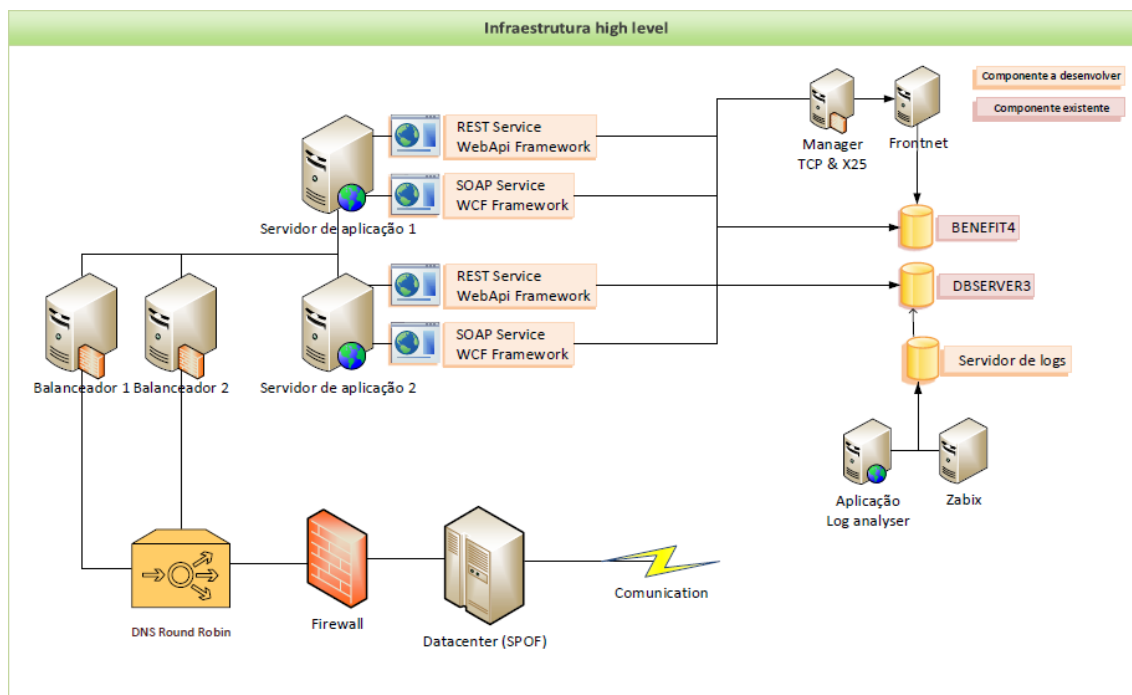 Infraestrutura high level
Componente a desenvolver
Componente existente
REST Service
WebApi Framework
SOAP Service
WCF Framework
Servidor de aplicação 1
Manager
TCP & X25
Frontnet
BENEFIT4
REST Service
WebApi Framework
DBSERVER3
SOAP Service
WCF Framework
Servidor de logs
Balanceador 1
Balanceador 2
Servidor de aplicação 2
Aplicação
Log analyser
Zabix
Comunication
DNS Round Robin
Firewall
Datacenter (SPOF)